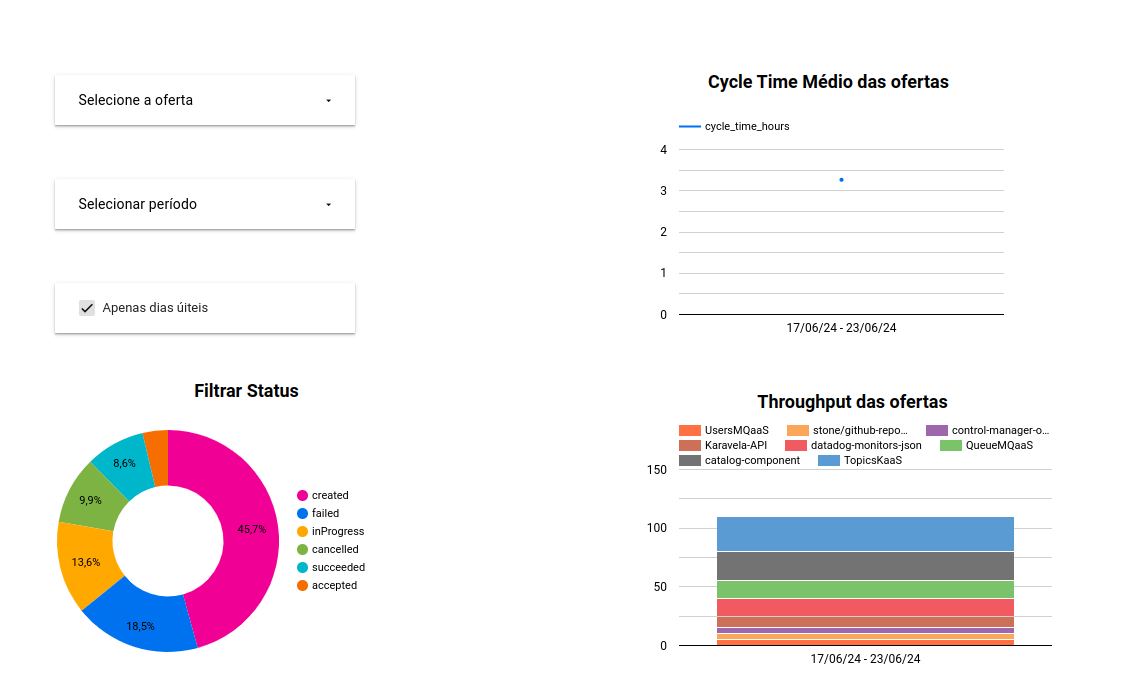 Selecione a oferta
Selecionar período
Apenas dias úiteis
Filtrar Status
45,7%
18,5%
13,6%
9,9%
8,6%
created
failed
inProgress
cancelled
succeeded
accepted
Cycle Time Médio das ofertas
cycle_time_hours
4
3
2
1
0
17/06/24 - 23/06/24
Throughput das ofertas
UsersMQaaS stone/github-repo... control-manager-o...
Karavela-API datadog-monitors-json QueueMQaaS
catalog-component TopicsKaaS
150
100
50
0
17/06/24 - 23/06/24